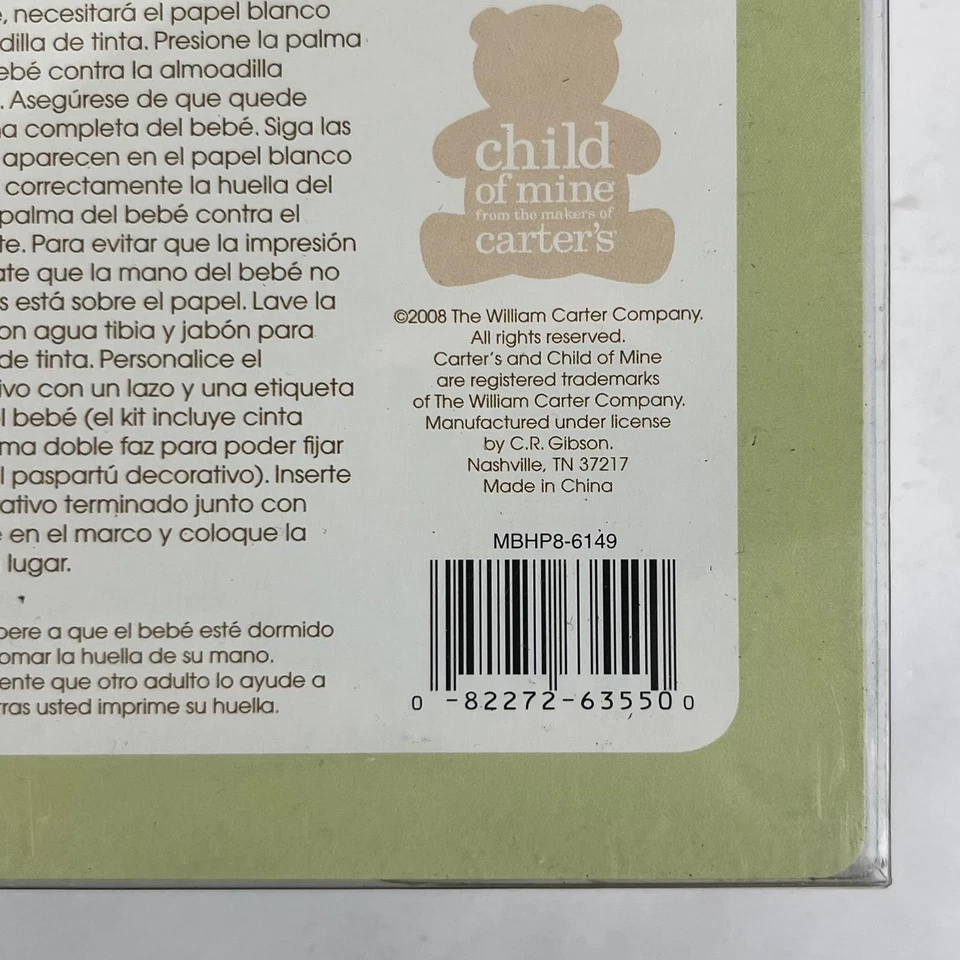 , necesitará el papel blanco
dilla de tinta. Presione la palma
ebé contra la almoadilla
. Asegúrese de que quede
a completa del bebé. Siga las
aparecen en el papel blanco
correctamente la huella del
palma del bebé contra el
te. Para evitar que la impresión
ate que la mano del bebé no
s está sobre el papel. Lave la
on agua tibia y jabón para
de tinta. Personalice el
ivo con un lazo y una etiqueta
l bebé (el kit incluye cinta
ma doble faz para poder fijar
l paspartú decorativo). Inserte
ativo terminado junto con
e en el marco y coloque la
lugar.
pere a que el bebé esté dormido
omar la huella de su mano.
ente que otro adulto lo ayude a
tras usted imprime su huella.
child
of mine
from the makers of
carter's
©2008 The William Carter Company.
All rights reserved.
Carter's and Child of Mine
are registered trademarks
of The William Carter Company.
Manufactured under license
by C.R. Gibson.
Nashville, TN 37217
Made in China
MBHP8-6149
0 -82272-63550 0